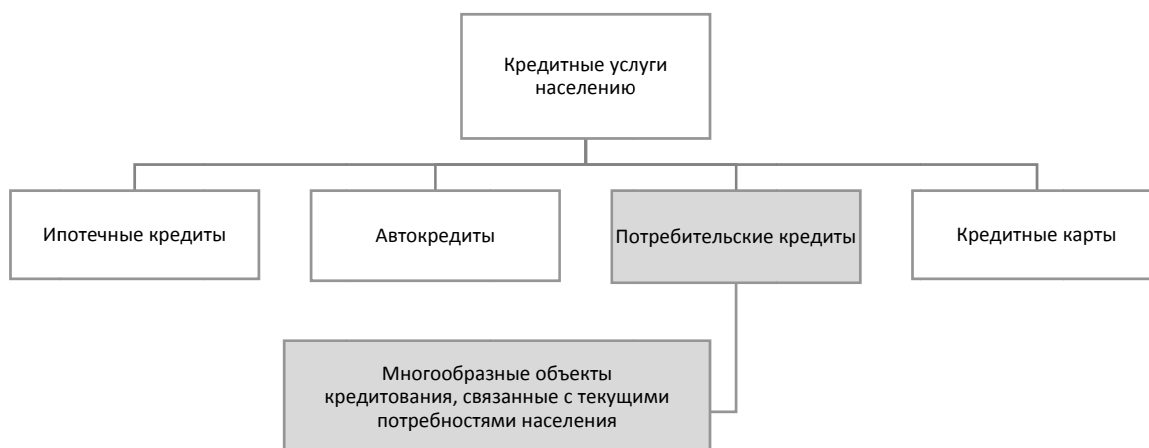 Кредитные услуги
населению
Ипотечные кредиты
Автокредиты
Потребительские кредиты
Кредитные карты
Многообразные объекты
кредитования, связанные с текущими
потребностями населения